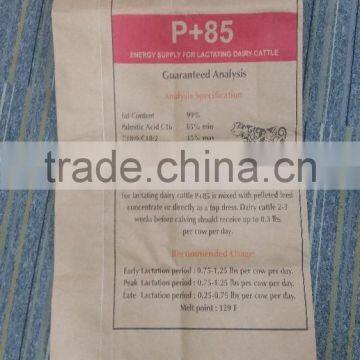 P+85
ENERGY SUPPLY FOR LACTATING DAIRY CATTLE
Guaranteed Analysis
Analysis Specification
Fat Content 99%
Palmitic Acid C16 85% min
15% max
trade.china.com
for lactating dairy cattle P+85 is mixed with pelleted feed
concentrate or directly as a top dress. Dairy cattle 2-3
weeks before calving should receive up to 0.3 lbs
per cow per day.
Recommended Usage:
Early Lactation period : 0.75-1.25 lbs per cow per day.
Peak Lactation period : 0.75-1.25 lbs per cow per day.
Late Lactation period : 0.25-0.75 lbs per cow per day.
Melt point : 129 F